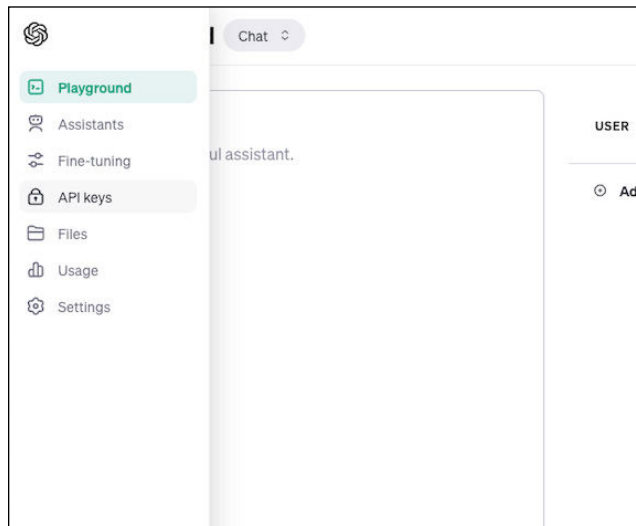 Chat
Playground
Assistants
Fine-tuning
API keys
Files
Usage
Settings
ul assistant.
USER
Ad